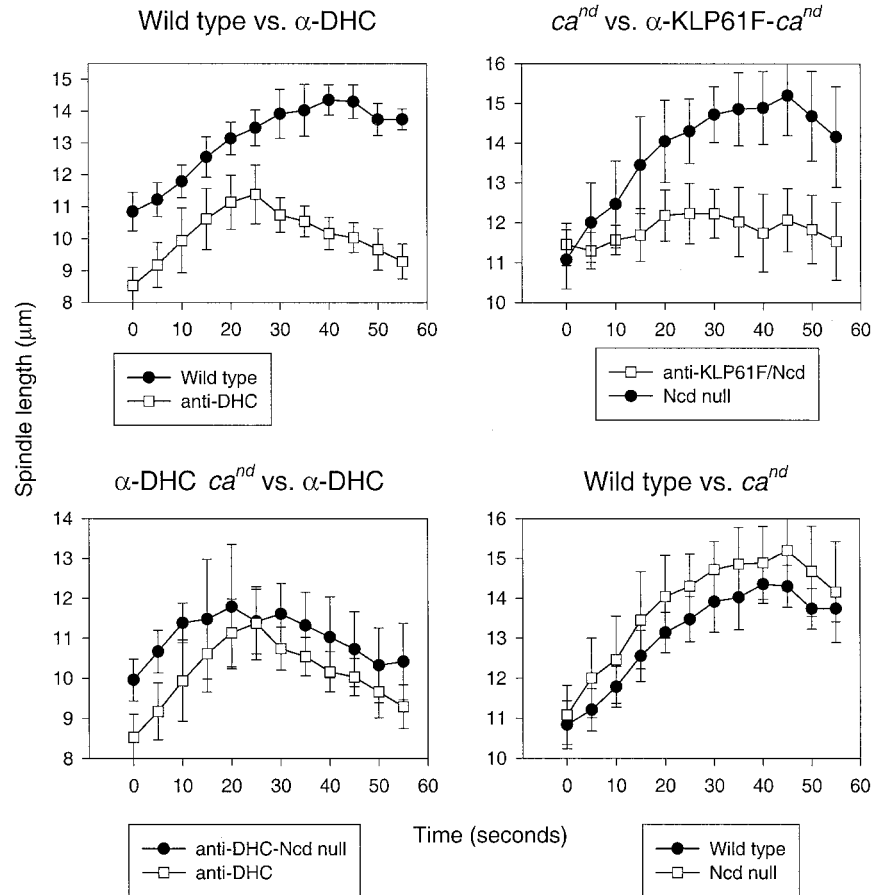 Wild type vs. α-DHC
ca^nd vs. α-KLP61F-ca^nd
15
14
13
12
11
10
9
8
0 10 20 30 40 50 60
16
15
14
13
12
11
10
0 10 20 30 40 50 60
Wild type
anti-DHC
anti-KLP61F/Ncd
Ncd null
Spindle length (μm)
α-DHC ca^nd vs. α-DHC
Wild type vs. ca^nd
14
13
12
11
10
9
8
0 10 20 30 40 50 60
16
15
14
13
12
11
10
0 10 20 30 40 50 60
Time (seconds)
anti-DHC-Ncd null
anti-DHC
Wild type
Ncd null